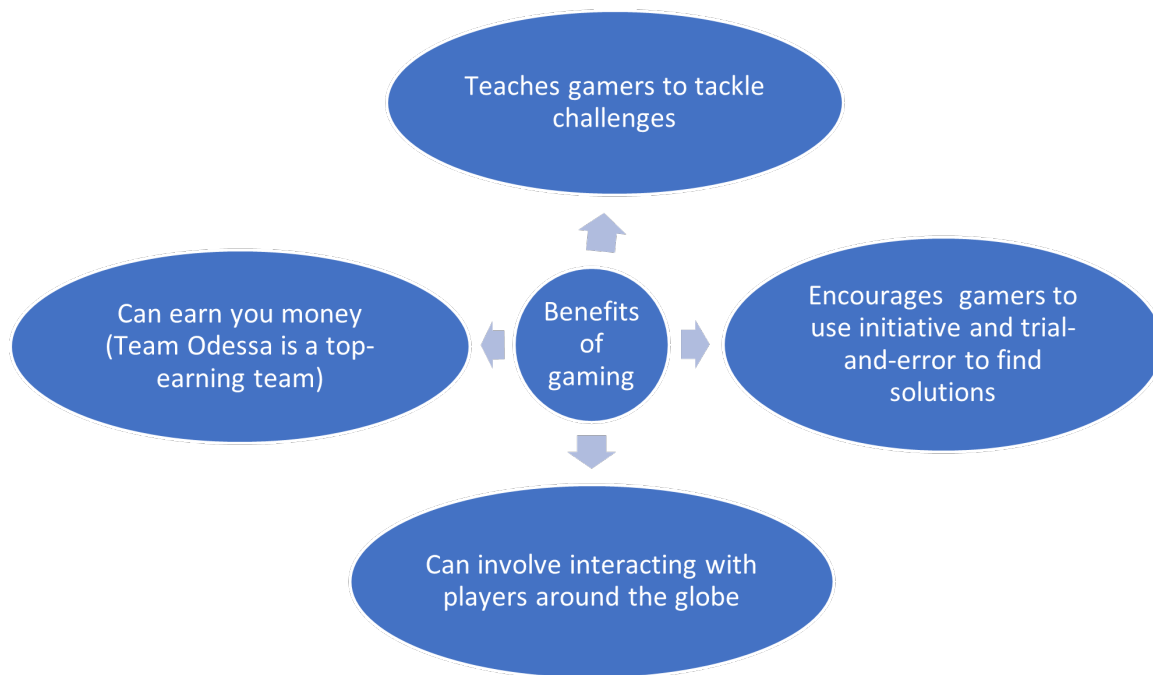 Teaches gamers to tackle
challenges
Can earn you money
(Team Odessa is a top-
earning team)
Benefits
of
gaming
Encourages  gamers to
use initiative and trial-
and-error to find
solutions
Can involve interacting with
players around the globe